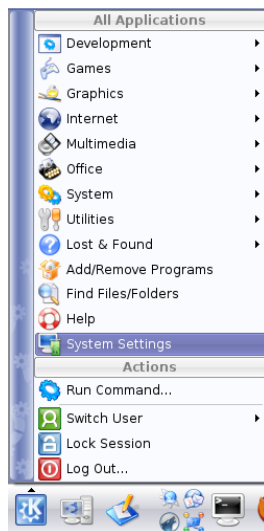 All Applications
Development
Games
Graphics
Internet
Multimedia
Office
System
Utilities
Lost & Found
Add/Remove Programs
Find Files/Folders
Help
System Settings
Actions
Run Command...
Switch User
Lock Session
Log Out...